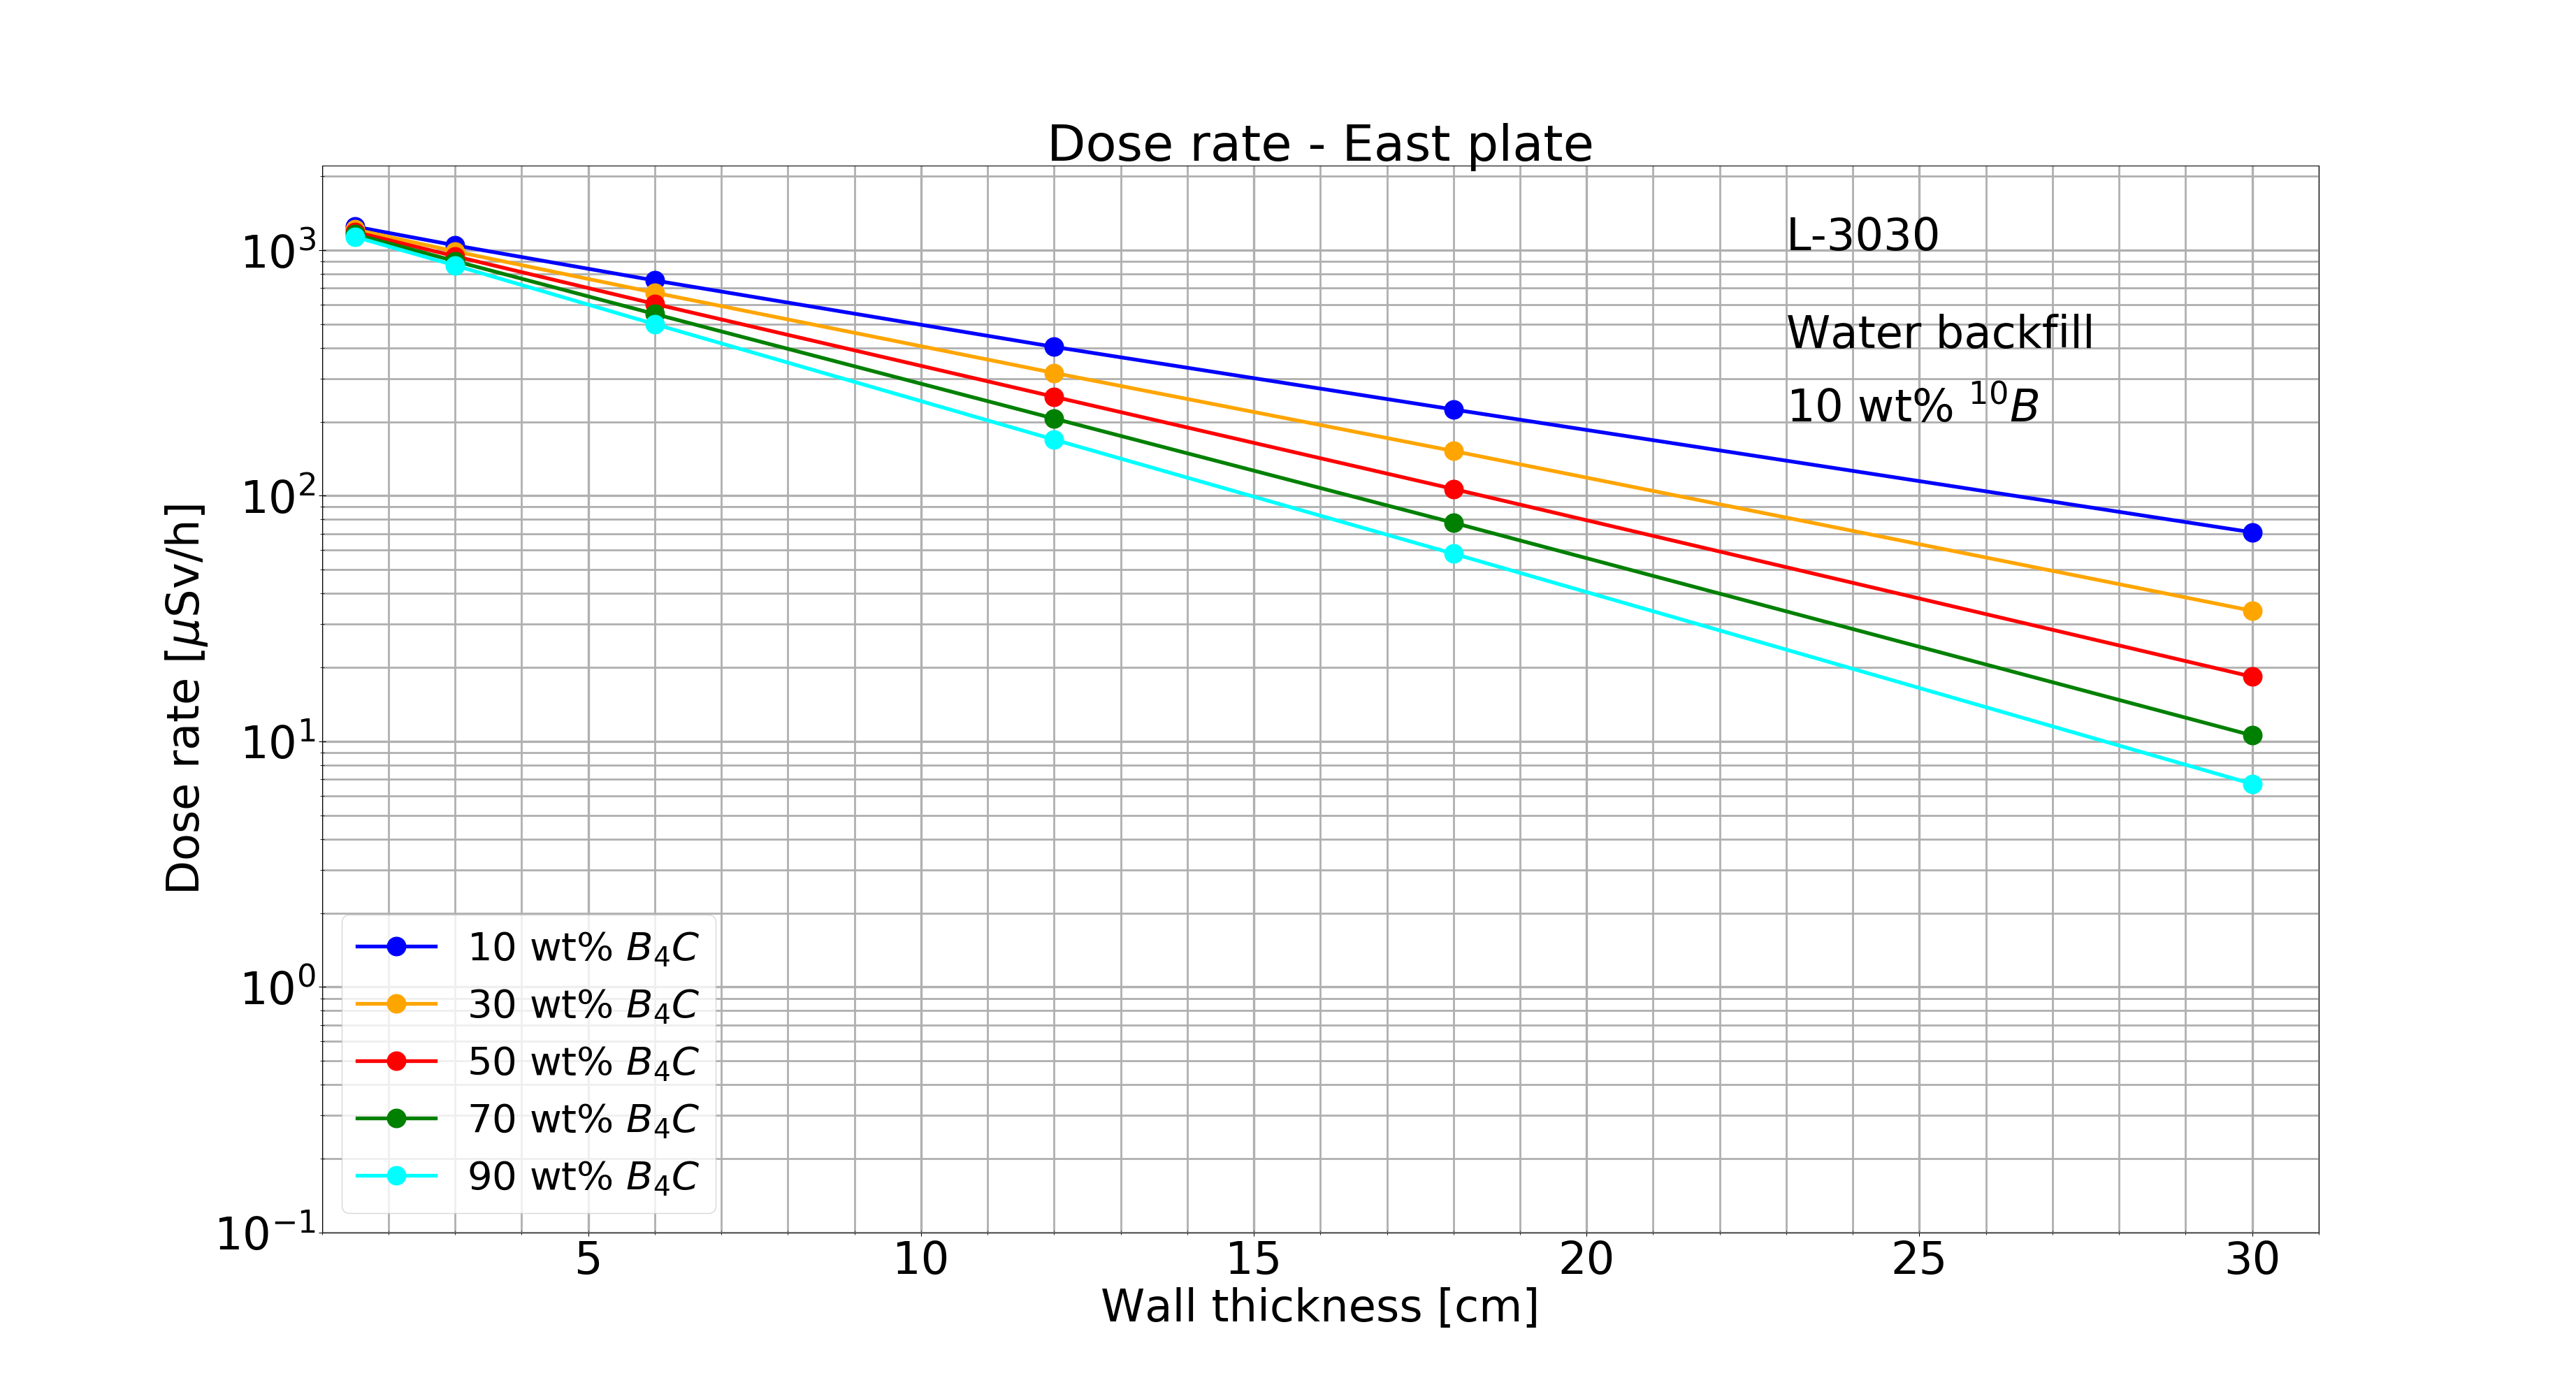 Dose rate - East plate
L-3030
Water backfill
10 wt% ¹⁰B
Dose rate [μSv/h]
10³
10²
10¹
10⁰
10⁻¹
10 wt% B₄C
30 wt% B₄C
50 wt% B₄C
70 wt% B₄C
90 wt% B₄C
5 10 15 20 25 30
Wall thickness [cm]